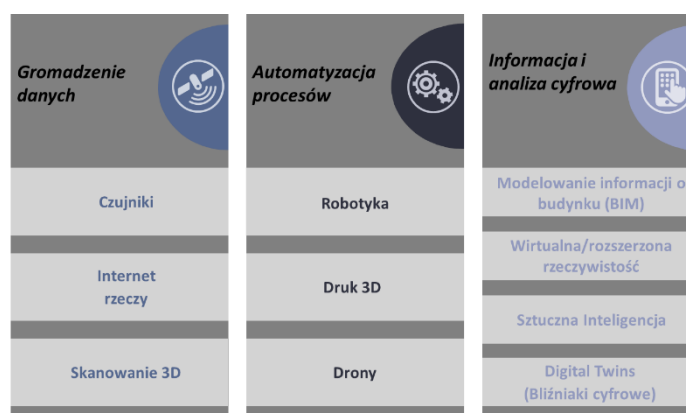 Gromadzenie
danych
Czujniki
Internet
rzeczy
Skanowanie 3D
Automatyzacja
procesów
Robotyka
Druk 3D
Drony
Informacja i
analiza cyfrowa
Modelowanie informacji o
budynku (BIM)
Wirtualna/rozszerzona
rzeczywistość
Sztuczna Inteligencja
Digital Twins
(Bliźniaki cyfrowe)